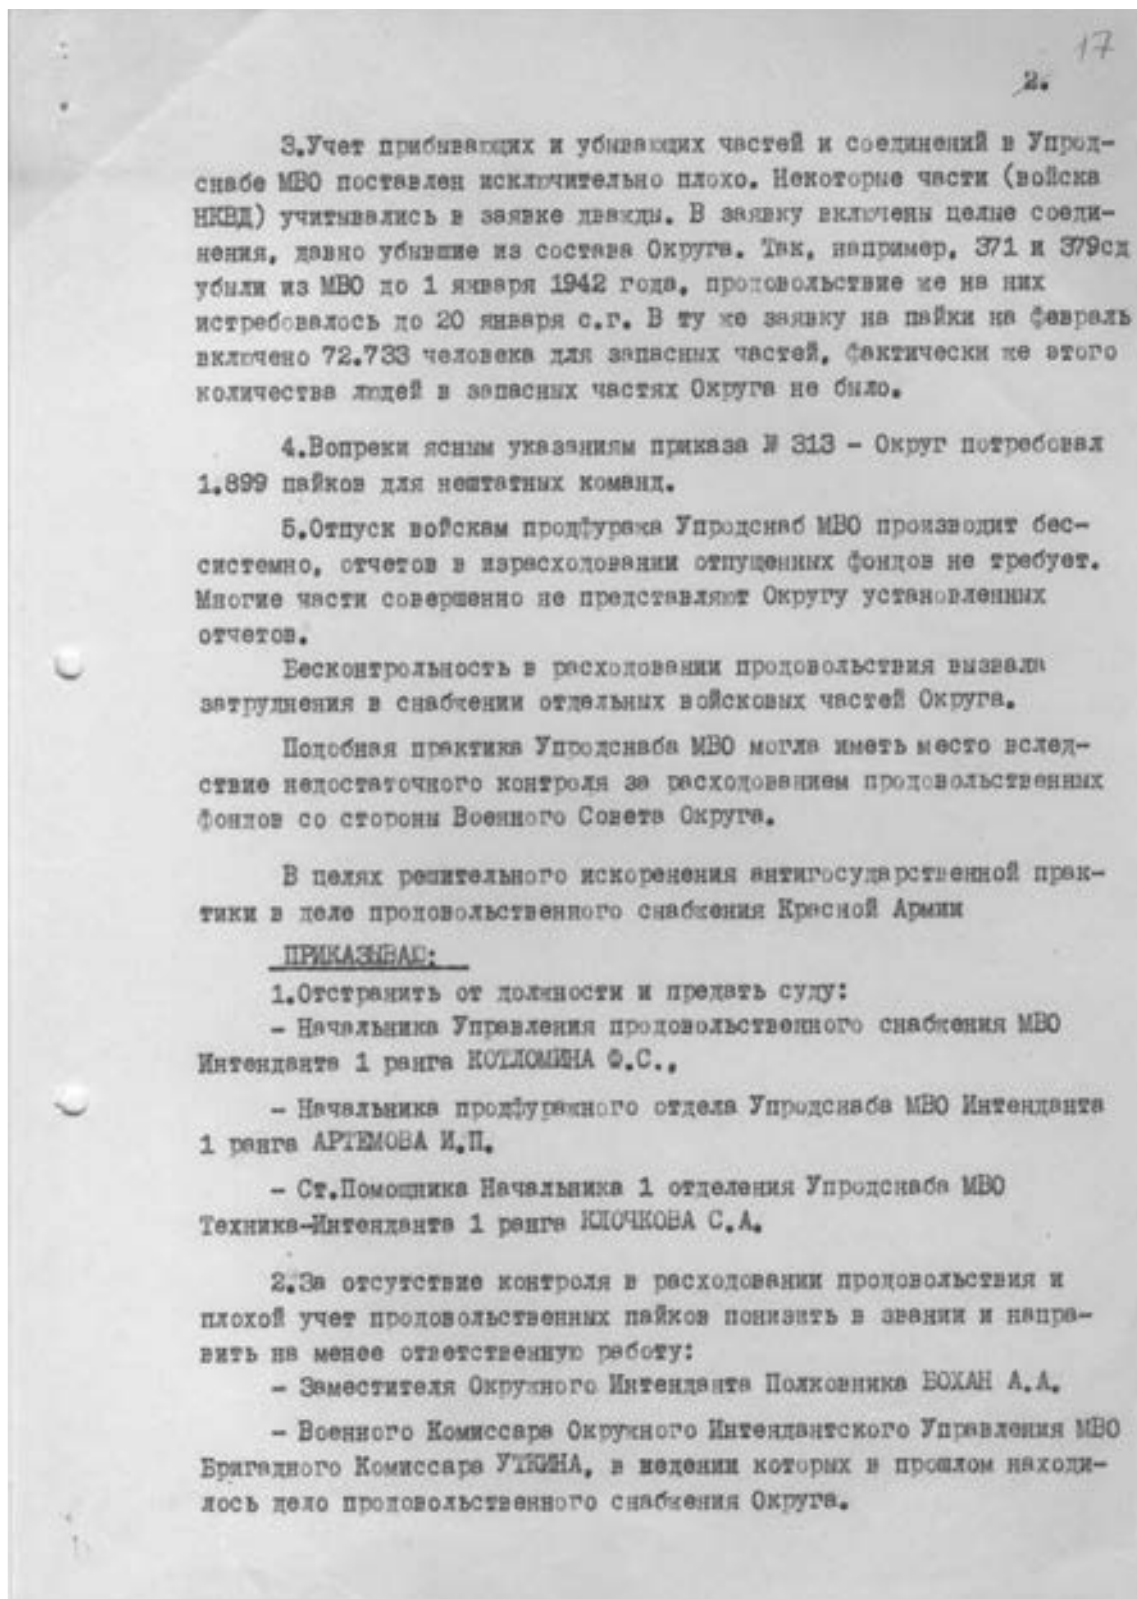 17
2.
3.Учет прибывающих и убывающих частей и соединений в Упрод-
снабе МВО поставлен исключительно плохо. Некоторые части (войска
НКВД) учитывались в заявке дважды. В заявку включены целые соеди-
нения, давно убывшие из состава Округа. Так, например, 371 и 379сд
убыли из МВО до 1 января 1942 года, продовольствие же на них
истребовалось до 20 января с.г. В ту же заявку на пайки на февраль
включено 72.733 человека для запасных частей, фактически же этого
количества людей в запасных частях Округа не было.
4.Вопреки ясным указаниям приказа № 313 – Округ потребовал
1.899 пайков для нештатных команд.
5.Отпуск войскам продфуража Упродснаб МВО производит бес-
системно, отчетов в израсходовании отпущенных фондов не требует.
Многие части совершенно не представляют Округу установленных
отчетов.
Бесконтрольность в расходовании продовольствия вызвала
затруднения в снабжении отдельных войсковых частей Округа.
Подобная практика Упродснаба МВО могла иметь место вслед-
ствие недостаточного контроля за расходованием продовольственных
фондов со стороны Военного Совета Округа.
В целях решительного искоренения антигосударственной прак-
тики в деле продовольственного снабжения Красной Армии
ПРИКАЗЫВАЮ:
1.Отстранить от должности и предать суду:
– Начальника Управления продовольственного снабжения МВО
Интенданта 1 ранга КОТЛОМИНА Ф.С.,
– Начальника продфуражного отдела Упродснаба МВО Интенданта
1 ранга АРТЕМОВА И.П.
– Ст.Помощника Начальника 1 отделения Упродснаба МВО
Техника-Интенданта 1 ранга КЛОЧКОВА С.А.
2.За отсутствие контроля в расходовании продовольствия и
плохой учет продовольственных пайков понизить в звании и напра-
вить на менее ответственную работу:
– Заместителя Окружного Интенданта Полковника БОХАН А.А.
– Военного Комиссара Окружного Интендантского Управления МВО
Бригадного Комиссара УТКИНА, в ведении которых в прошлом находи-
лось дело продовольственного снабжения Округа.